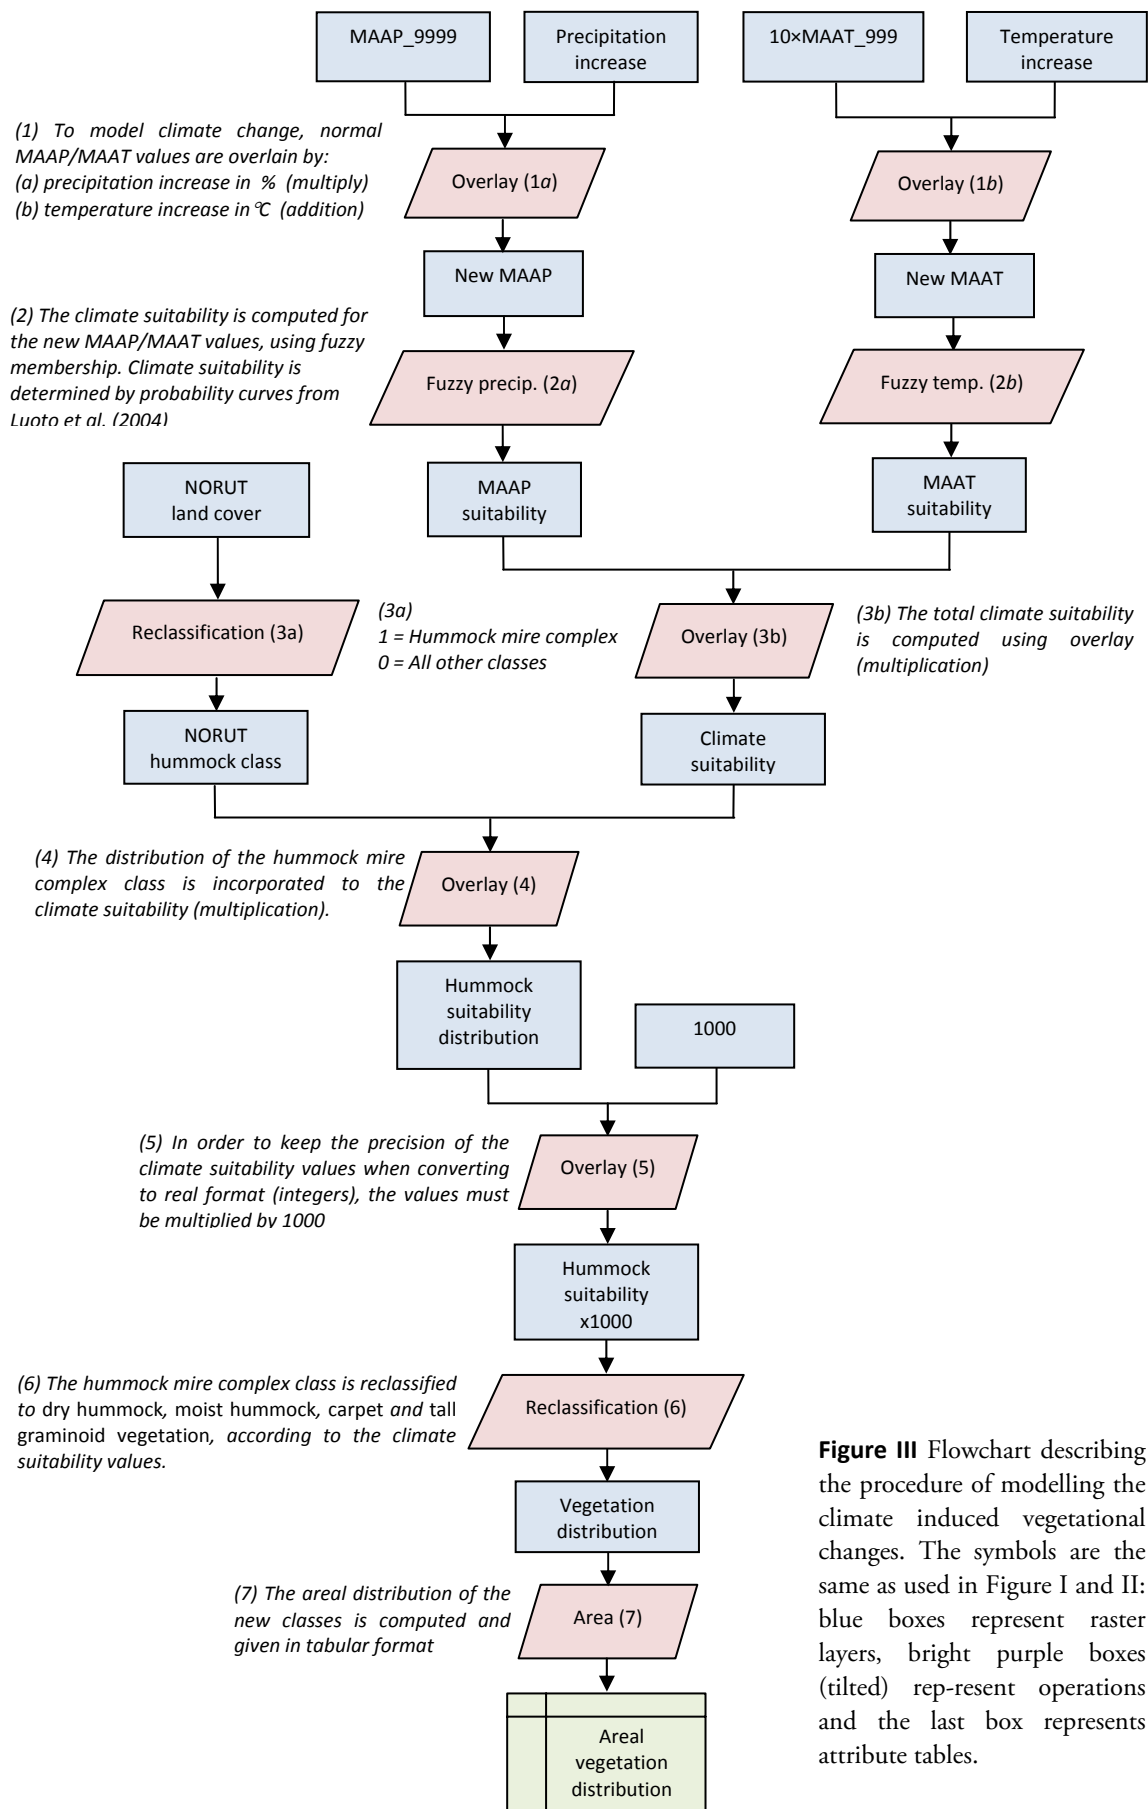 MAAP_9999
Precipitation
increase
10×MAAT_999
Temperature
increase
(1) To model climate change, normal
MAAP/MAAT values are overlain by:
(a) precipitation increase in % (multiply)
(b) temperature increase in °C (addition)
Overlay (1a)
Overlay (1b)
New MAAP
New MAAT
(2) The climate suitability is computed for
the new MAAP/MAAT values, using fuzzy
membership. Climate suitability is
determined by probability curves from
Luoto et al. (2004)
Fuzzy precip. (2a)
Fuzzy temp. (2b)
NORUT
land cover
MAAP
suitability
MAAT
suitability
Reclassification (3a)
(3a)
1 = Hummock mire complex
0 = All other classes
Overlay (3b)
(3b) The total climate suitability
is computed using overlay
(multiplication)
NORUT
hummock class
Climate
suitability
(4) The distribution of the hummock mire
complex class is incorporated to the
climate suitability (multiplication).
Overlay (4)
Hummock
suitability
distribution
1000
(5) In order to keep the precision of the
climate suitability values when converting
to real format (integers), the values must
be multiplied by 1000
Overlay (5)
Hummock
suitability
x1000
(6) The hummock mire complex class is reclassified
to dry hummock, moist hummock, carpet and tall
graminoid vegetation, according to the climate
suitability values.
Reclassification (6)
Vegetation
distribution
(7) The areal distribution of the
new classes is computed and
given in tabular format
Area (7)
Areal
vegetation
distribution
Figure III Flowchart describing
the procedure of modelling the
climate induced vegetational
changes. The symbols are the
same as used in Figure I and II:
blue boxes represent raster
layers, bright purple boxes
(tilted) rep-resent operations
and the last box represents
attribute tables.